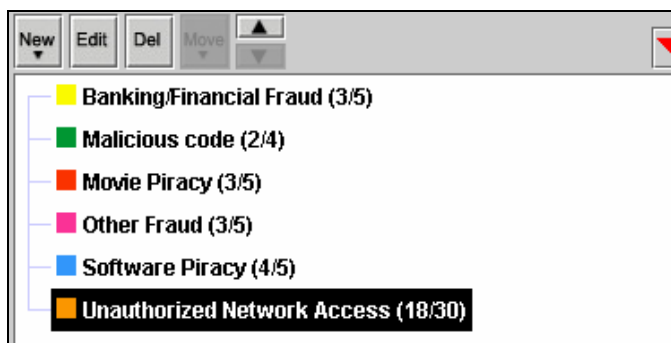 New Edit Del Move
Banking/Financial Fraud (3/5)
Malicious code (2/4)
Movie Piracy (3/5)
Other Fraud (3/5)
Software Piracy (4/5)
Unauthorized Network Access (18/30)